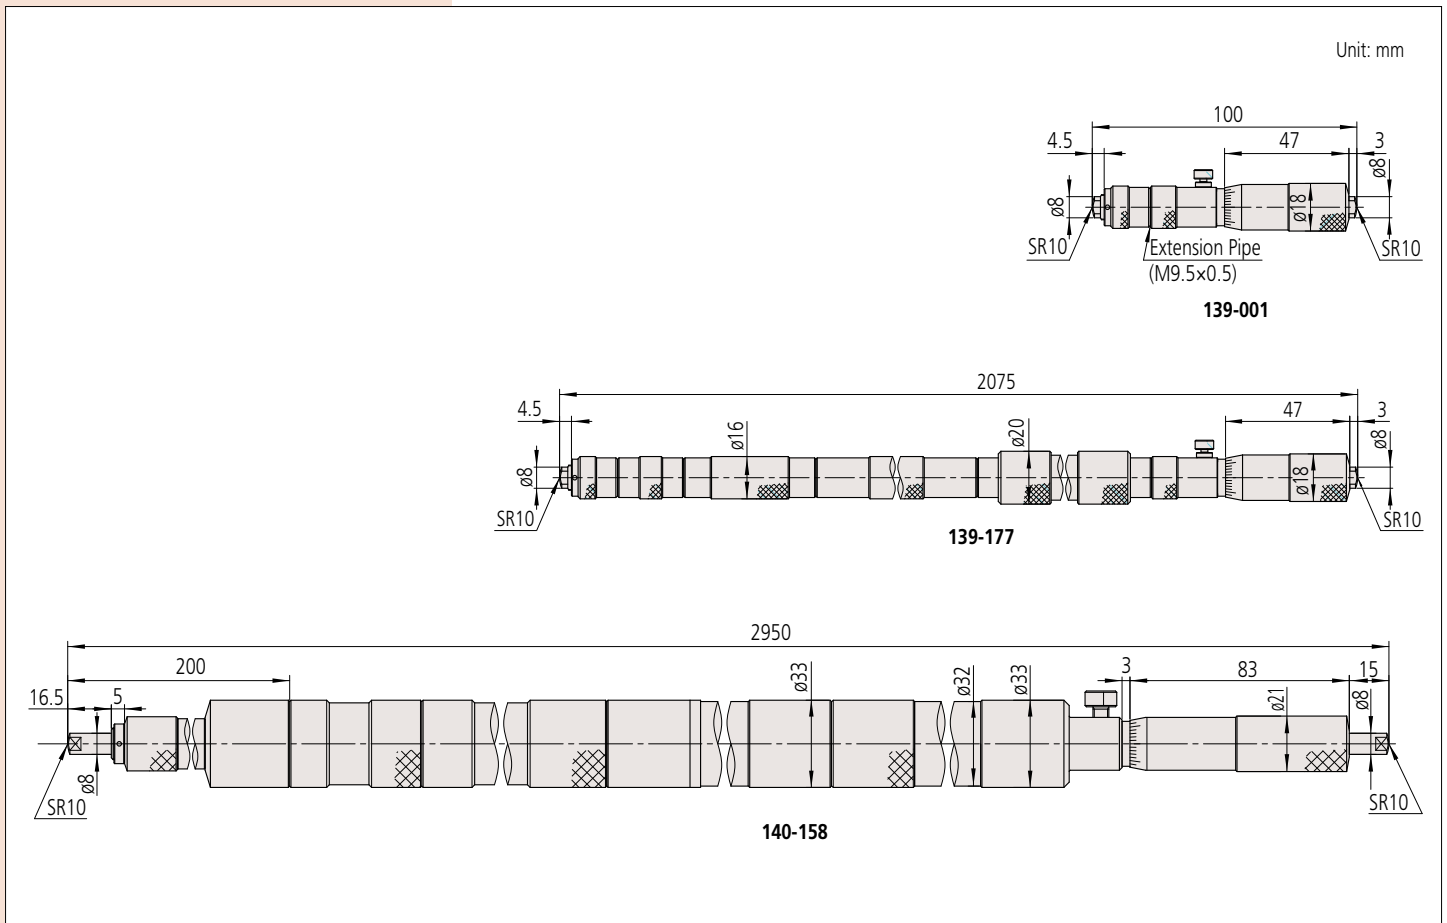 Unit: mm
100
4.5
47
3
ø8
ø8
ø18
SR10
Extension Pipe
(M9.5×0.5)
SR10
139-001
2075
4.5
47
3
ø16
ø20
ø8
ø8
ø18
SR10
SR10
139-177
2950
200
3
83
15
16.5
5
ø33
ø32
ø33
ø21
ø8
ø8
SR10
SR10
140-158